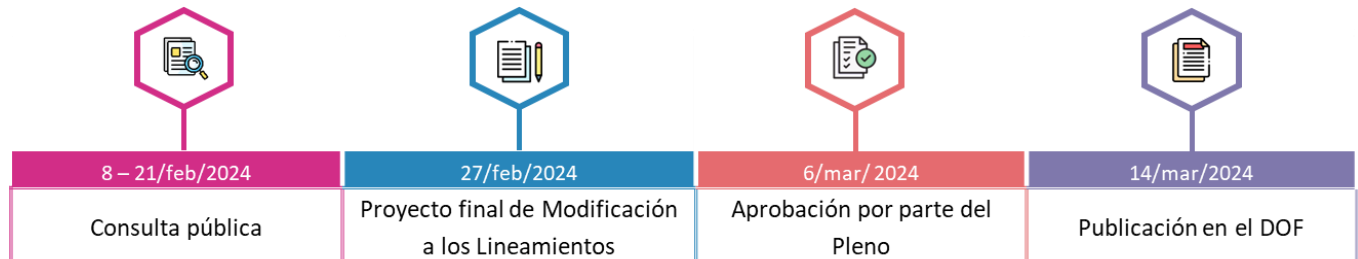 8 – 21/feb/2024
Consulta pública
27/feb/2024
Proyecto final de Modificación
a los Lineamientos
6/mar/ 2024
Aprobación por parte del
Pleno
14/mar/2024
Publicación en el DOF